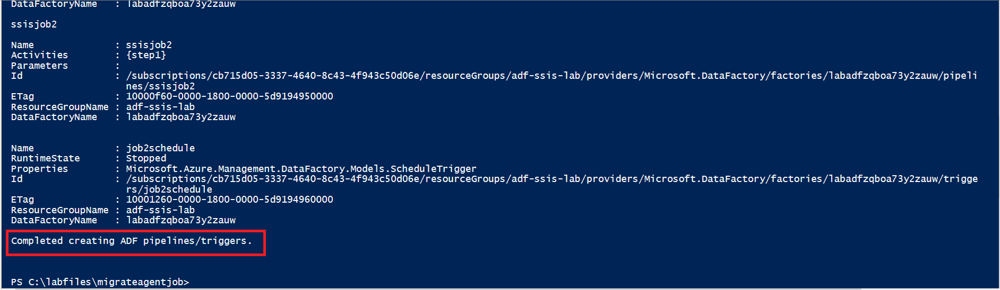 DataFactoryName   : labadfzqboa73y2zauw
ssisjob2
Name              : ssisjob2
Activities        : {step1}
Parameters        :
Id                : /subscriptions/cb715d05-3337-4640-8c43-4f943c50d06e/resourceGroups/adf-ssis-lab/providers/Microsoft.DataFactory/factories/labadfzqboa73y2zauw/pipeli
                    nes/ssisjob2
ETag              : 10000f60-0000-1800-0000-5d9194950000
ResourceGroupName : adf-ssis-lab
DataFactoryName   : labadfzqboa73y2zauw
Name              : job2schedule
RuntimeState      : Stopped
Properties        : Microsoft.Azure.Management.DataFactory.Models.ScheduleTrigger
Id                : /subscriptions/cb715d05-3337-4640-8c43-4f943c50d06e/resourceGroups/adf-ssis-lab/providers/Microsoft.DataFactory/factories/labadfzqboa73y2zauw/trigge
                    rs/job2schedule
ETag              : 10001260-0000-1800-0000-5d9194960000
ResourceGroupName : adf-ssis-lab
DataFactoryName   : labadfzqboa73y2zauw
Completed creating ADF pipelines/triggers.
PS C:\labfiles\migrateagentjob>